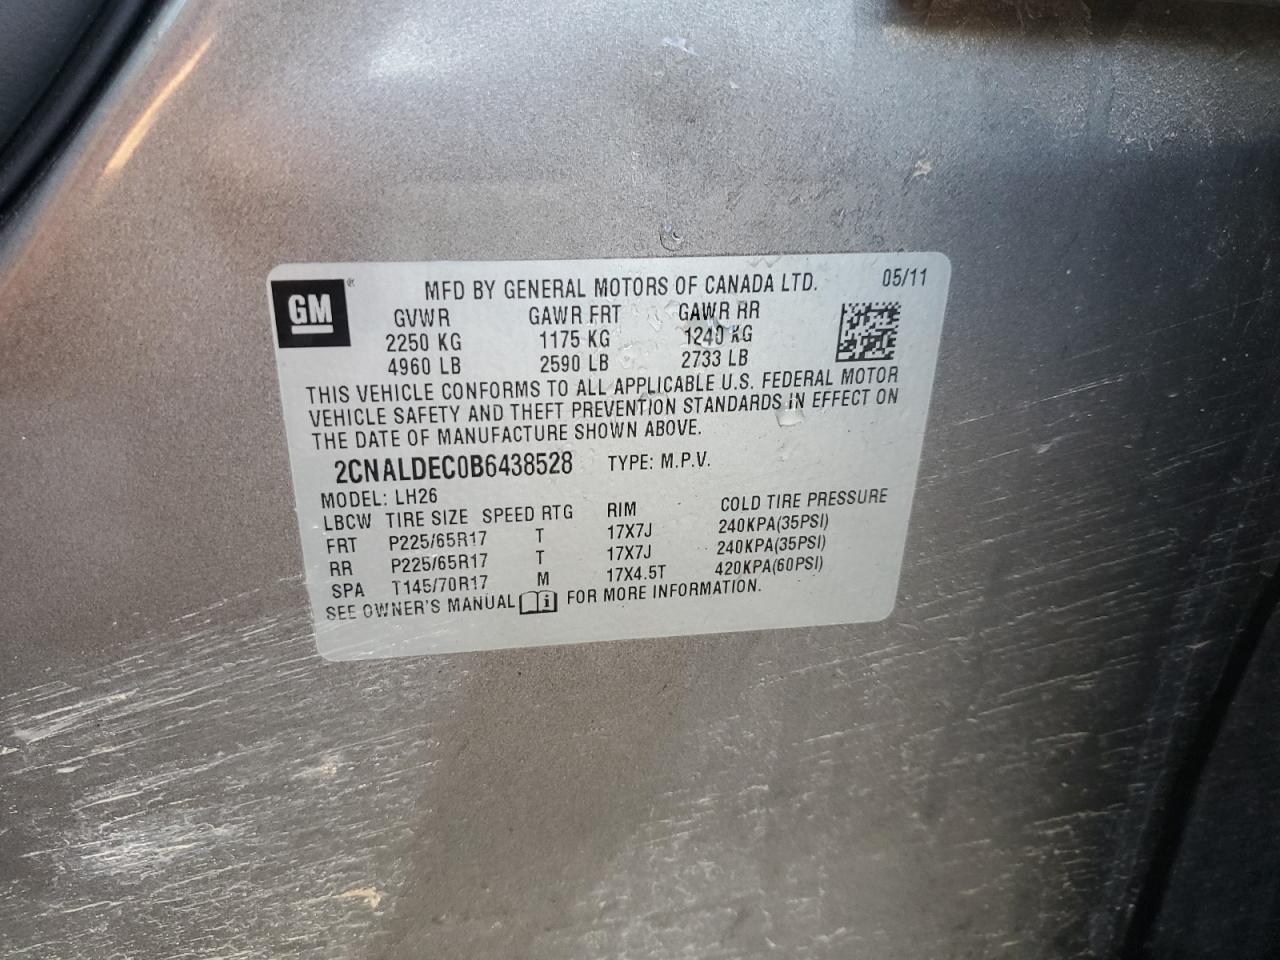 GM ®
MFD BY GENERAL MOTORS OF CANADA LTD. 05/11
GVWR GAWR FRT GAWR RR
2250 KG 1175 KG 1240 KG
4960 LB 2590 LB 2733 LB
THIS VEHICLE CONFORMS TO ALL APPLICABLE U.S. FEDERAL MOTOR
VEHICLE SAFETY AND THEFT PREVENTION STANDARDS IN EFFECT ON
THE DATE OF MANUFACTURE SHOWN ABOVE.
2CNALDEC0B6438528 TYPE: M.P.V.
MODEL: LH26
LBCW TIRE SIZE SPEED RTG RIM COLD TIRE PRESSURE
FRT P225/65R17 T 17X7J 240KPA(35PSI)
RR P225/65R17 T 17X7J 240KPA(35PSI)
SPA T145/70R17 M 17X4.5T 420KPA(60PSI)
SEE OWNER'S MANUAL i FOR MORE INFORMATION.